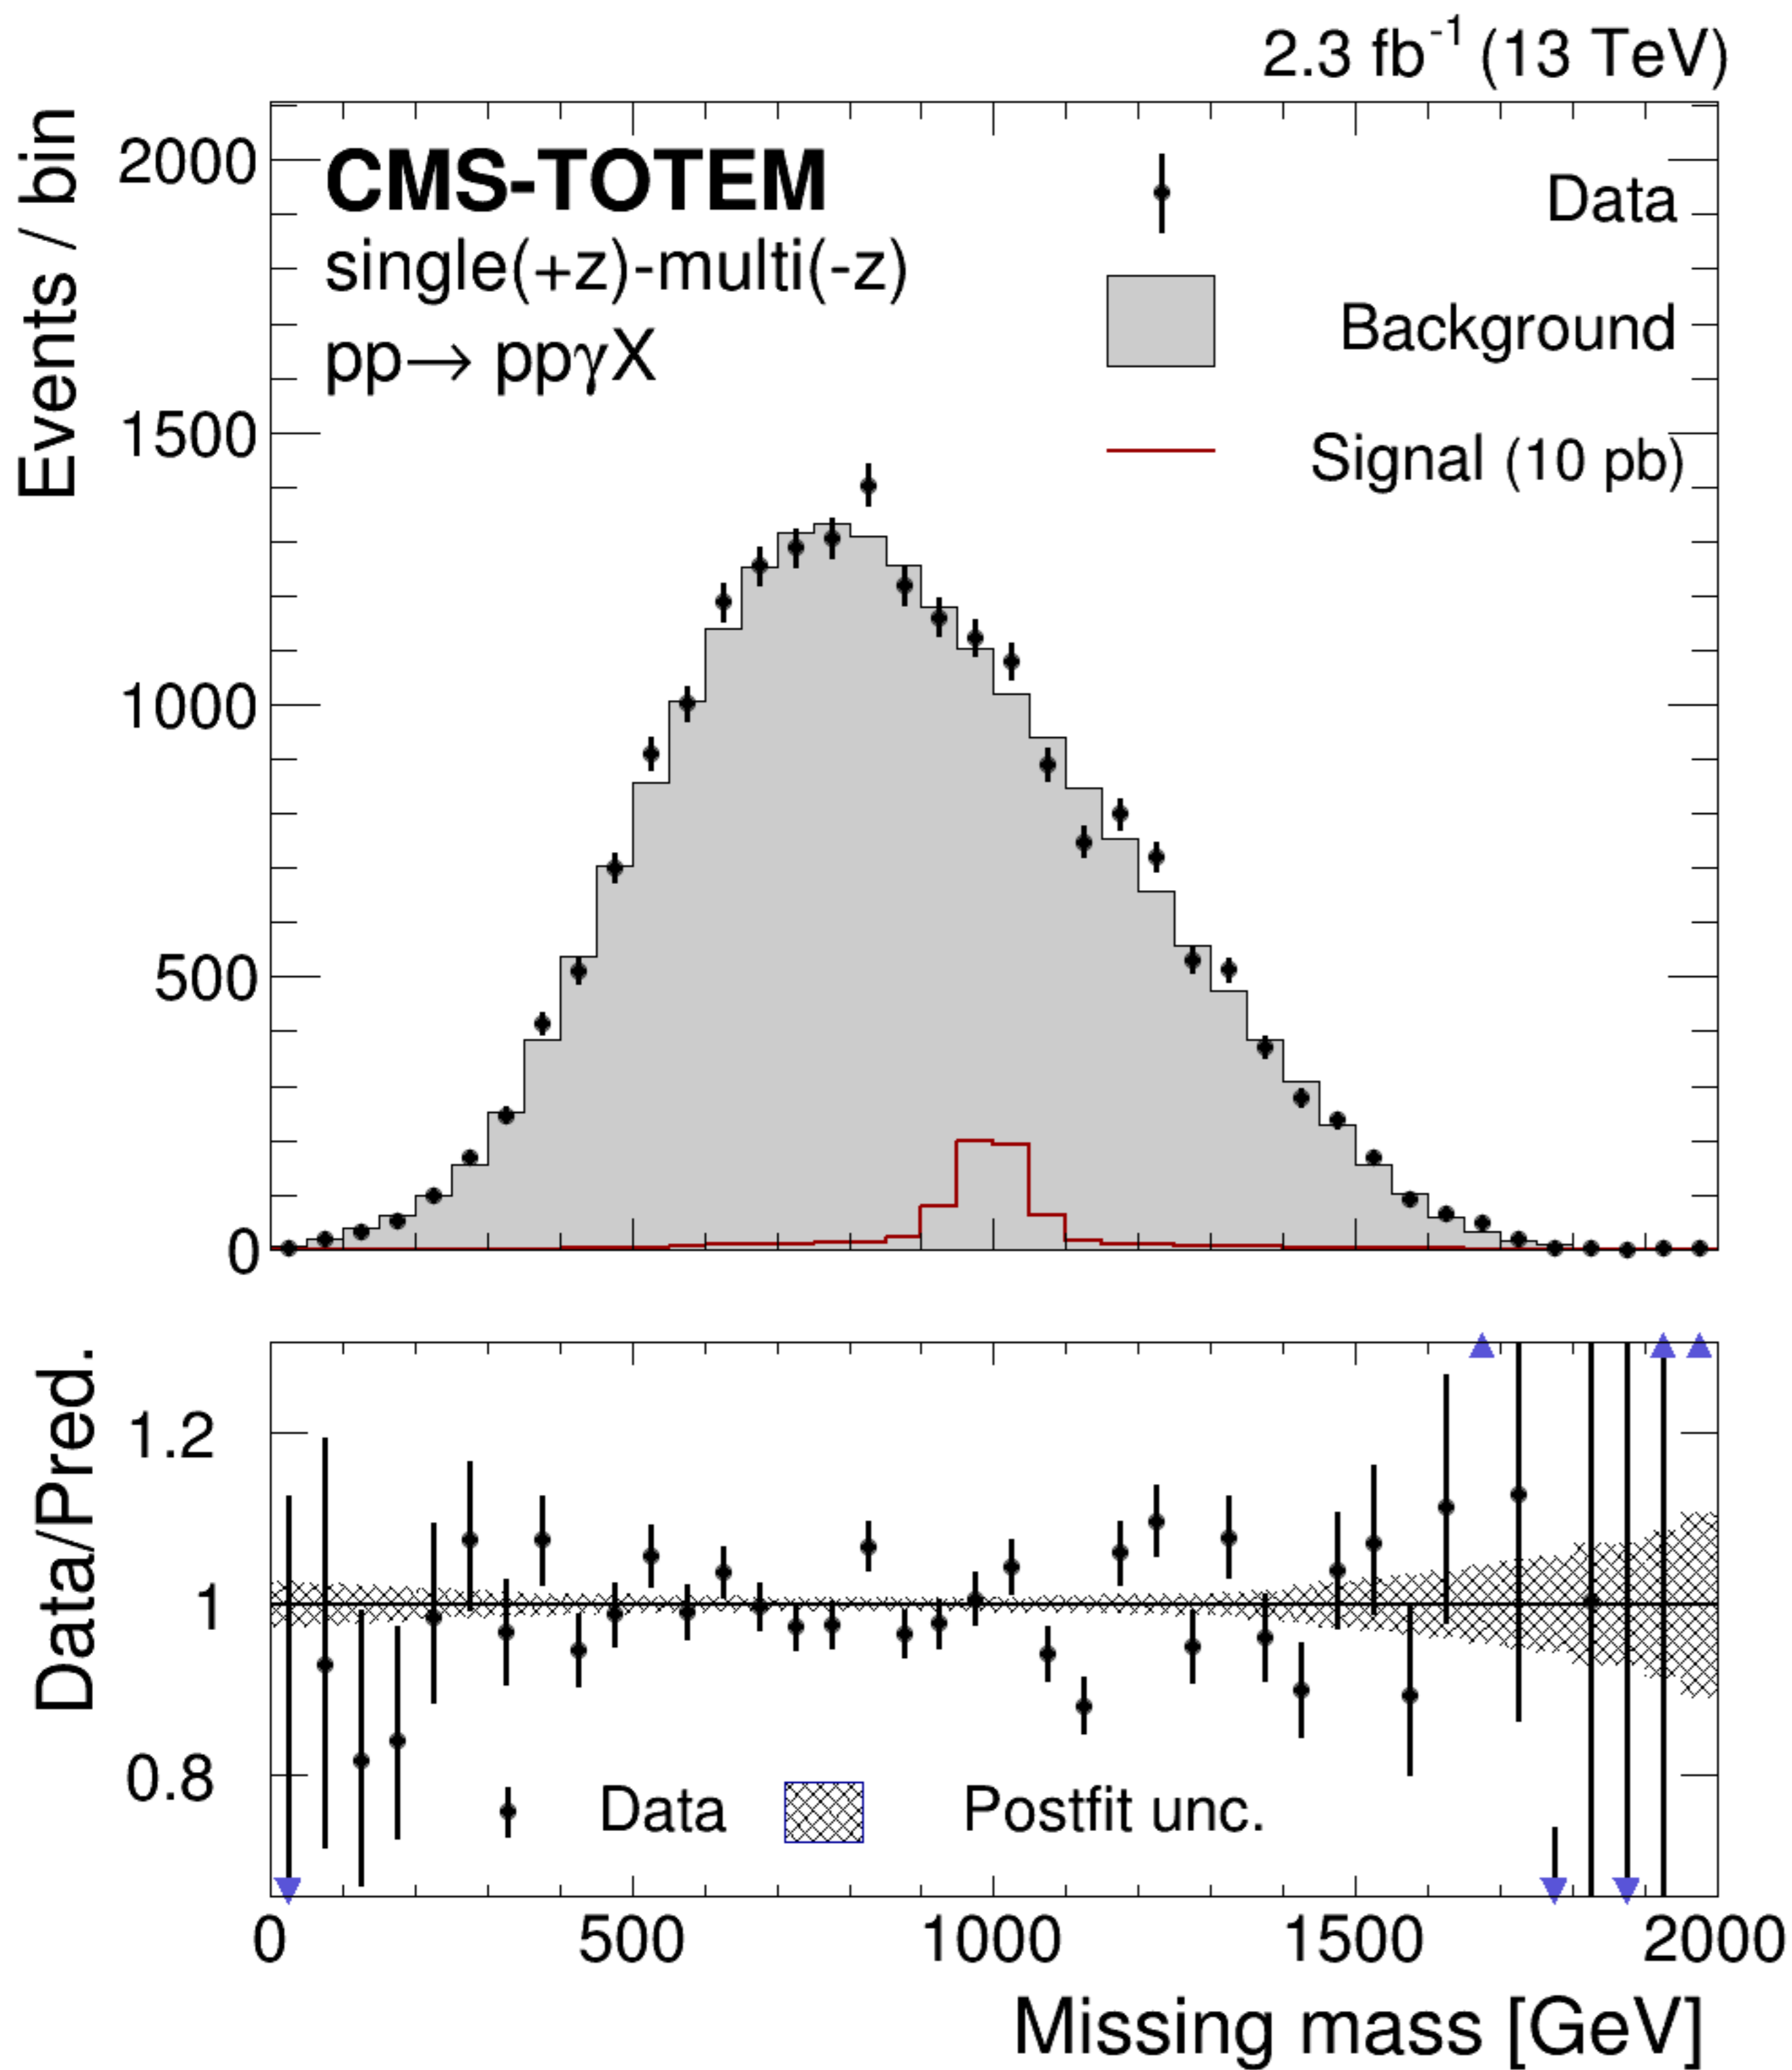 2.3 fb⁻¹ (13 TeV)
Events / bin
2000
1500
1000
500
0
CMS-TOTEM
single(+z)-multi(-z)
pp→ ppγX
Data
Background
Signal (10 pb)
Data/Pred.
1.2
1
0.8
Data
Postfit unc.
0 500 1000 1500 2000
Missing mass [GeV]